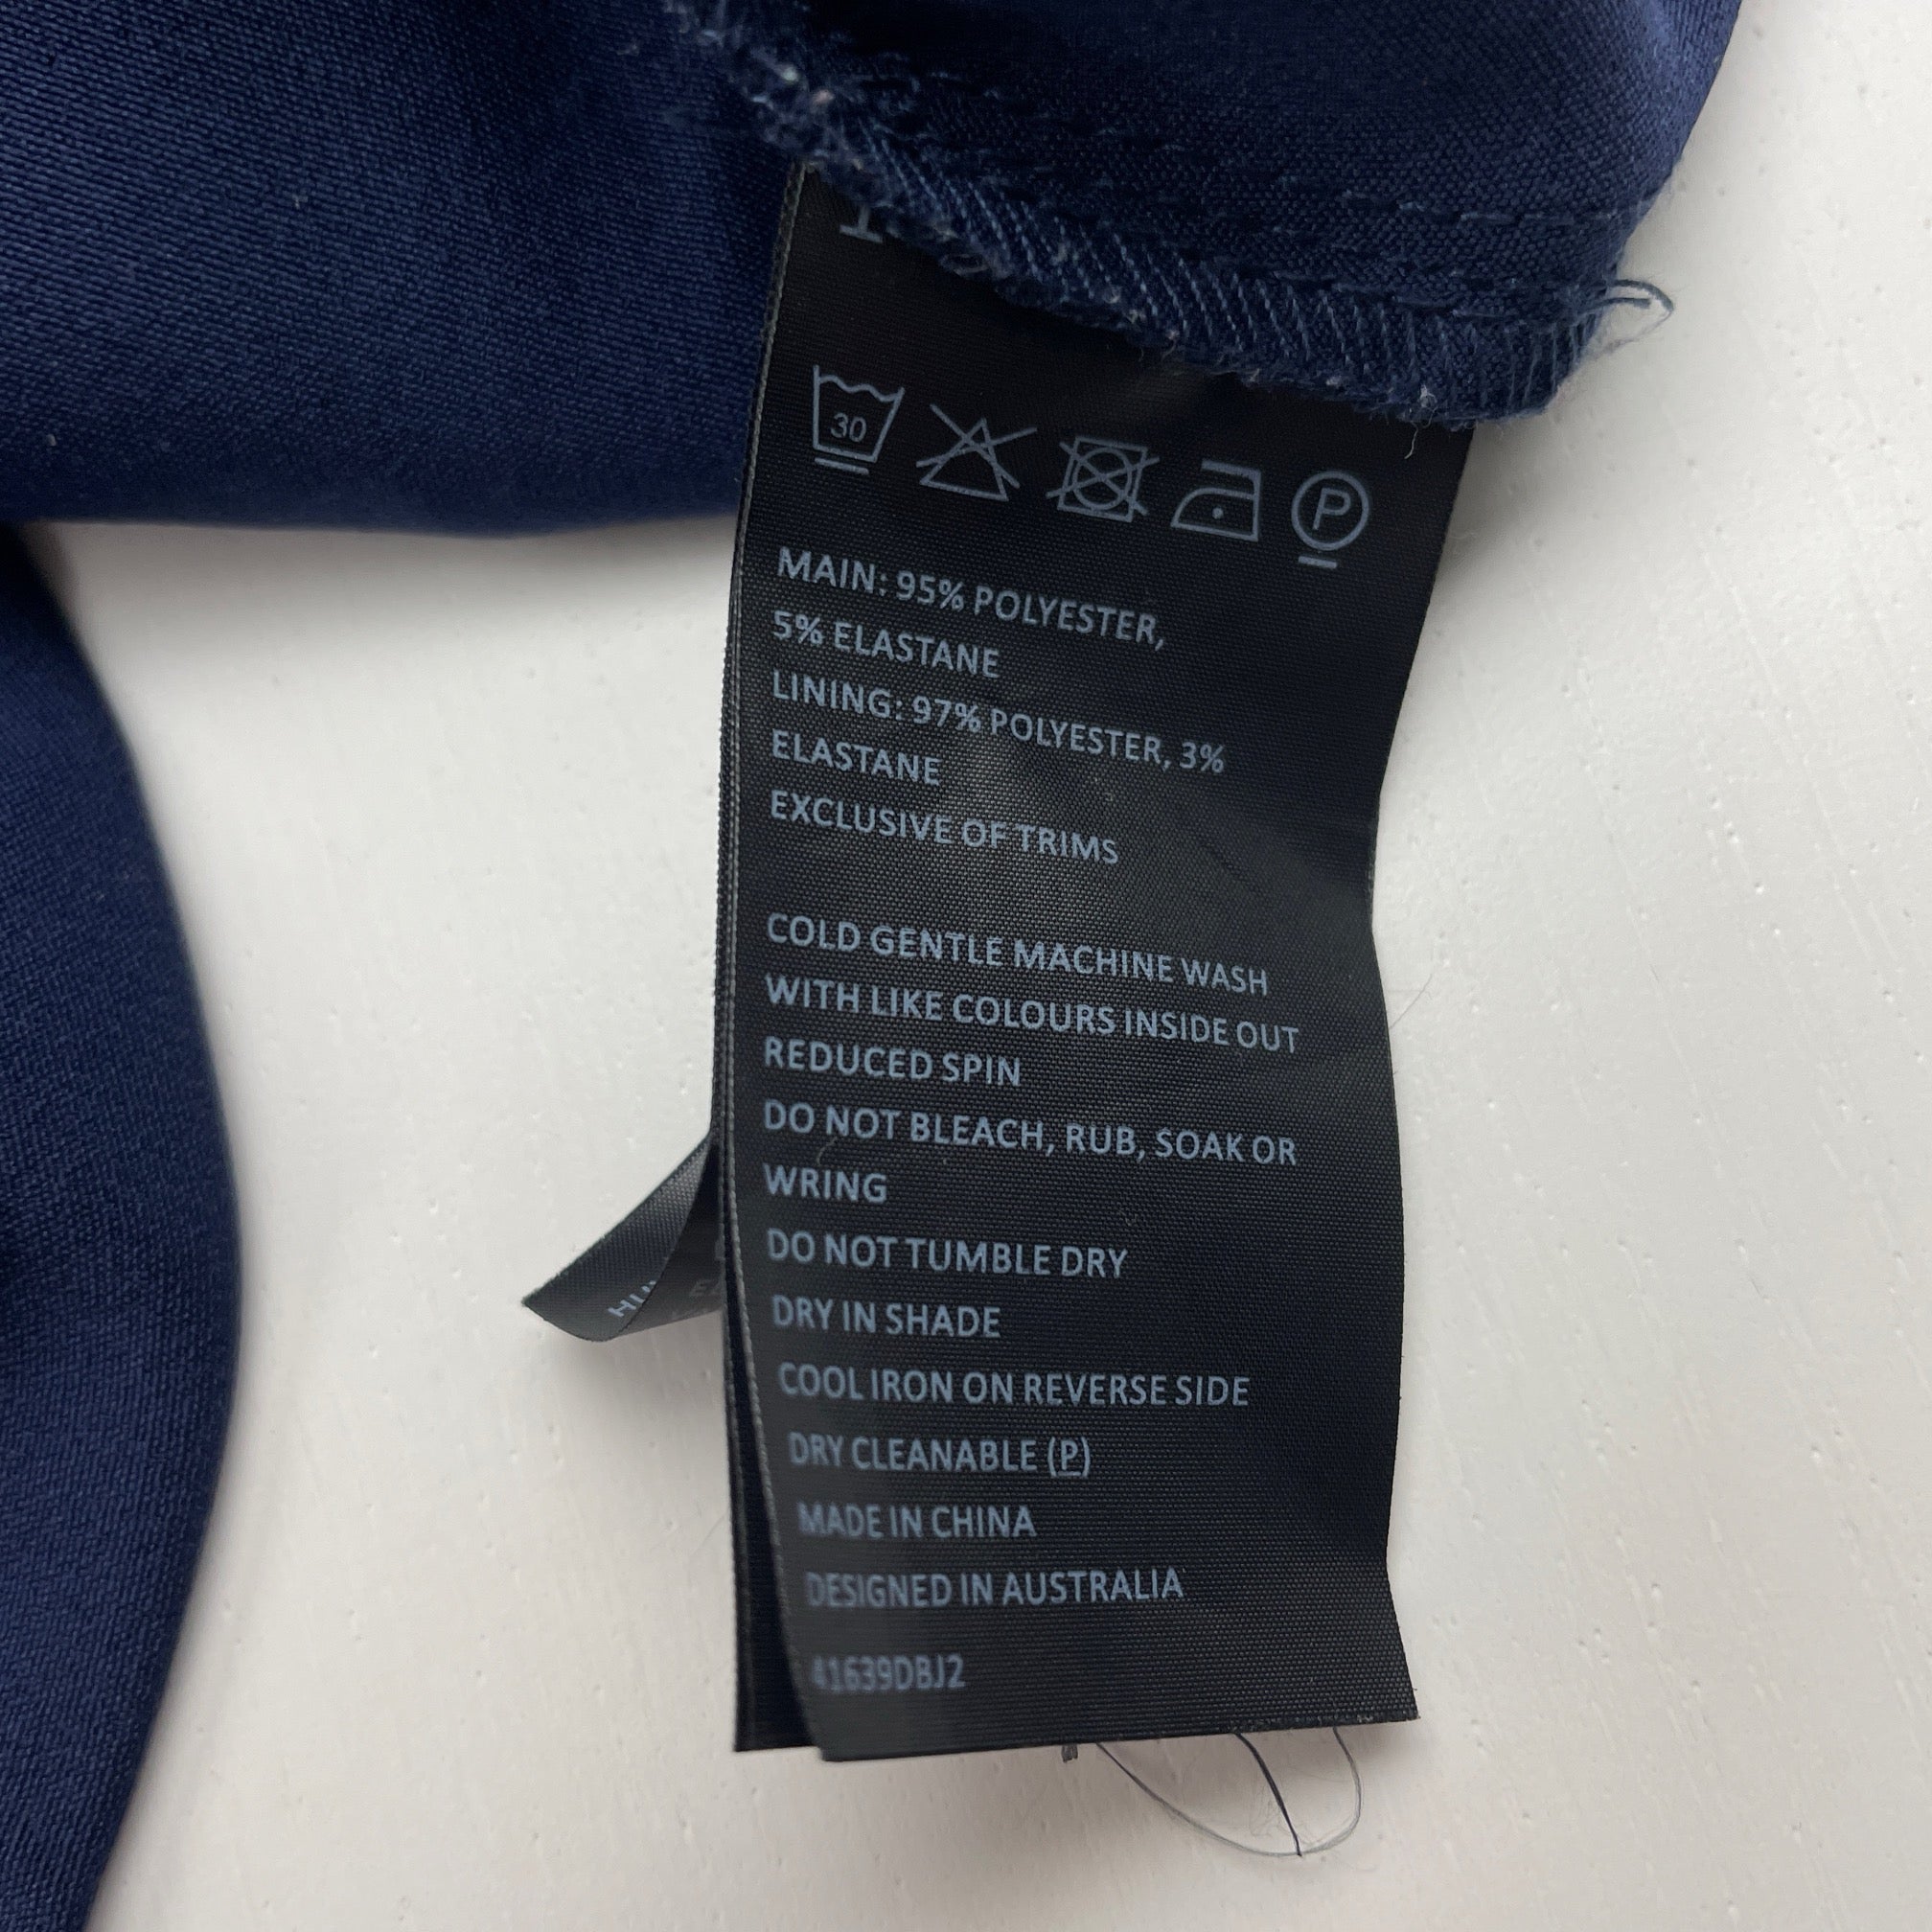 30
P
MAIN: 95% POLYESTER,
5% ELASTANE
LINING: 97% POLYESTER, 3%
ELASTANE
EXCLUSIVE OF TRIMS
COLD GENTLE MACHINE WASH
WITH LIKE COLOURS INSIDE OUT
REDUCED SPIN
DO NOT BLEACH, RUB, SOAK OR
WRING
DO NOT TUMBLE DRY
DRY IN SHADE
COOL IRON ON REVERSE SIDE
DRY CLEANABLE (P)
MADE IN CHINA
DESIGNED IN AUSTRALIA
41639DBJ2